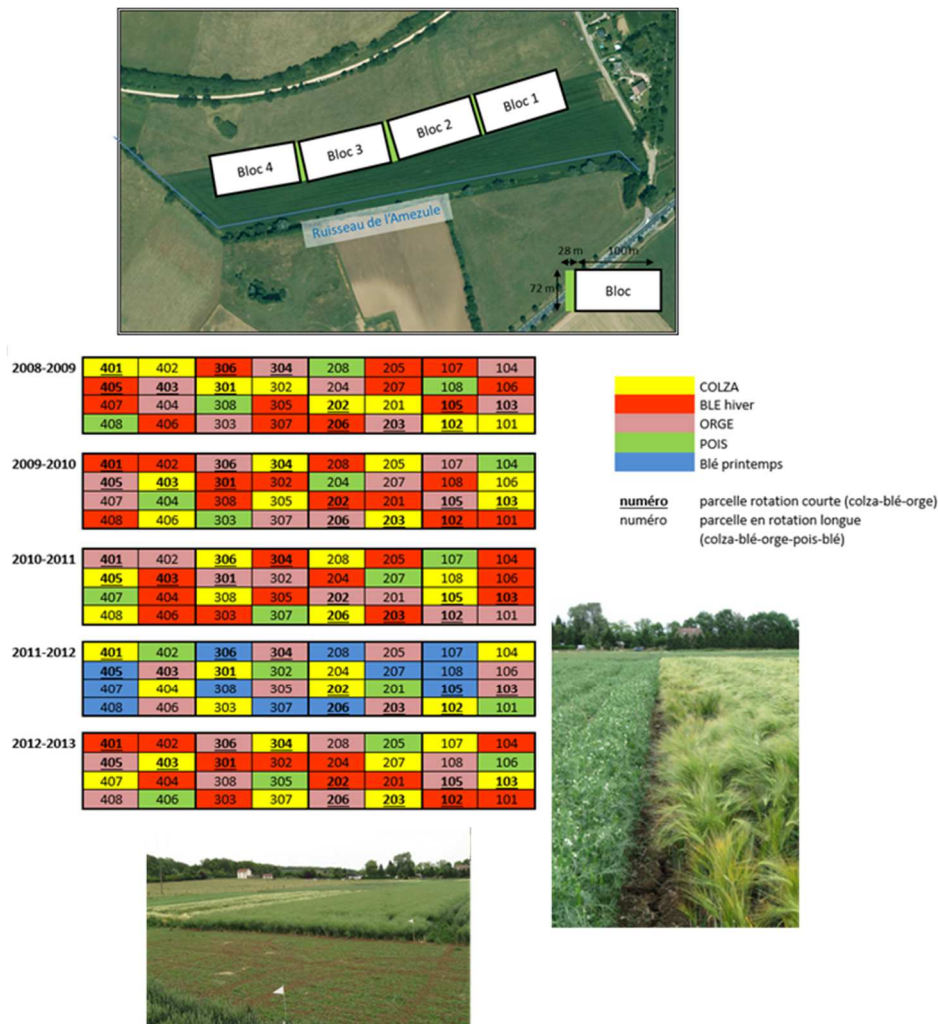 Bloc 1
Bloc 2
Bloc 3
Bloc 4
Ruisseau de l'Amezule
28 m 100 m
72 m
Bloc
2008-2009
401 402 306 304 208 205 107 104
405 403 301 302 204 207 108 106
407 404 308 305 202 201 105 103
408 406 303 307 206 203 102 101
COLZA
BLE hiver
ORGE
POIS
Blé printemps
numéro parcelle rotation courte (colza-blé-orge)
numéro parcelle en rotation longue
(colza-blé-orge-pois-blé)
2009-2010
401 402 306 304 208 205 107 104
405 403 301 302 204 207 108 106
407 404 308 305 202 201 105 103
408 406 303 307 206 203 102 101
2010-2011
401 402 306 304 208 205 107 104
405 403 301 302 204 207 108 106
407 404 308 305 202 201 105 103
408 406 303 307 206 203 102 101
2011-2012
401 402 306 304 208 205 107 104
405 403 301 302 204 207 108 106
407 404 308 305 202 201 105 103
408 406 303 307 206 203 102 101
2012-2013
401 402 306 304 208 205 107 104
405 403 301 302 204 207 108 106
407 404 308 305 202 201 105 103
408 406 303 307 206 203 102 101